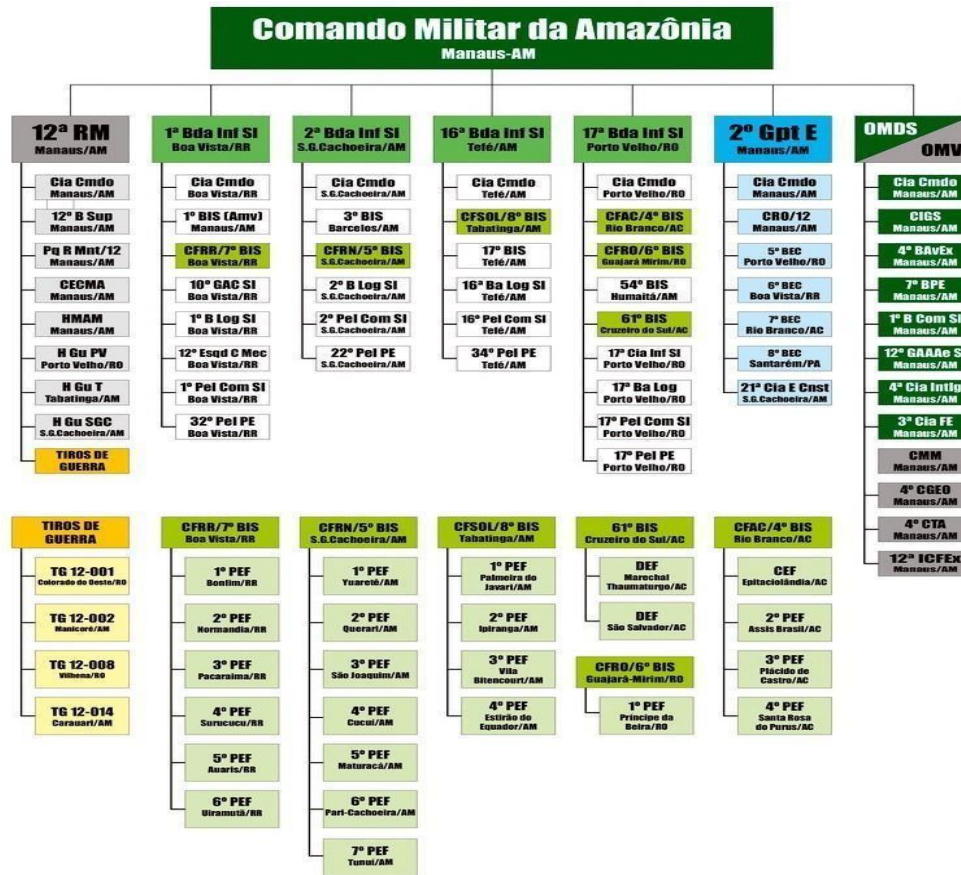 Comando Militar da Amazônia
Manaus-AM
12ª RM
Manaus/AM
Cia Cmdo
Manaus/AM
12º B Sup
Manaus/AM
Pq R Mnt/12
Manaus/AM
CECMA
Manaus/AM
HMAM
Manaus/AM
H Gu PV
Porto Velho/RO
H Gu T
Tabatinga/AM
H Gu SGC
S.G.Cachoeira/AM
TIROS DE
GUERRA
1ª Bda Inf Sl
Boa Vista/RR
Cia Cmdo
Boa Vista/RR
1º BIS (Amv)
Boa Vista/RR
CFRR/7º BIS
Boa Vista/RR
10º GAC Sl
Boa Vista/RR
1º B Log Sl
Boa Vista/RR
12º Esqd C Mec
Boa Vista/RR
1º Pel Com Sl
Boa Vista/RR
32º Pel PE
Boa Vista/RR
2ª Bda Inf Sl
S.G.Cachoeira/AM
Cia Cmdo
S.G.Cachoeira/AM
3º BIS
Barcelos/AM
CFRN/5º BIS
S.G.Cachoeira/AM
2º B Log Sl
S.G.Cachoeira/AM
2º Pel Com Sl
S.G.Cachoeira/AM
22º Pel PE
S.G.Cachoeira/AM
16ª Bda Inf Sl
Tefé/AM
Cia Cmdo
Tefé/AM
CFSOL/8º BIS
Tabatinga/AM
17º BIS
Tefé/AM
16ª Ba Log Sl
Tefé/AM
16º Pel Com Sl
Tefé/AM
34º Pel PE
Tefé/AM
17ª Bda Inf Sl
Porto Velho/RO
Cia Cmdo
Porto Velho/RO
CFAC/4º BIS
Rio Branco/AC
CFRO/6º BIS
Guajará Mirim/RO
54º BIS
Humaitá/AM
61º BIS
Cruzeiro do Sul/AC
17ª Cia Inf Sl
Porto Velho/RO
17ª Ba Log
Porto Velho/RO
17º Pel Com Sl
Porto Velho/RO
17º Pel PE
Porto Velho/RO
2º Gpt E
Manaus/AM
Cia Cmdo
Manaus/AM
CRO/12
Manaus/AM
5º BEC
Porto Velho/RO
6º BEC
Boa Vista/RR
7º BEC
Rio Branco/AC
8º BEC
Santarém/PA
21ª Cia E Cnst
S.G.Cachoeira/AM
OMDS
OMV
Cia Cmdo
Manaus/AM
CIGS
Manaus/AM
4º BAvEx
Manaus/AM
7º BPE
Manaus/AM
1º B Com Sl
Manaus/AM
12º GAAAe S
Manaus/AM
4ª Cia Intlg
Manaus/AM
3ª Cia FE
Manaus/AM
CMM
Manaus/AM
4º CGEO
Manaus/AM
4º CTA
Manaus/AM
12ª ICFEx
Manaus/AM
TIROS DE
GUERRA
TG 12-001
Colorado do Oeste/RO
TG 12-002
Manicoré/AM
TG 12-008
Vilhena/RO
TG 12-014
Carauari/AM
CFRR/7º BIS
Boa Vista/RR
1º PEF
Bonfim/RR
2º PEF
Normandia/RR
3º PEF
Pacaraima/RR
4º PEF
Surucucu/RR
5º PEF
Auaris/RR
6º PEF
Uiramutã/RR
CFRN/5º BIS
S.G.Cachoeira/AM
1º PEF
Yuaretê/AM
2º PEF
Querari/AM
3º PEF
São Joaquim/AM
4º PEF
Cucuí/AM
5º PEF
Maturacá/AM
6º PEF
Pari-Cachoeira/AM
7º PEF
Tunuí/AM
CFSOL/8º BIS
Tabatinga/AM
1º PEF
Palmeira do
Javari/AM
2º PEF
Ipiranga/AM
3º PEF
Vila
Bitencourt/AM
4º PEF
Estirão do
Equador/AM
61º BIS
Cruzeiro do Sul/AC
DEF
Marechal
Thaumaturgo/AC
DEF
São Salvador/AC
CFRO/6º BIS
Guajará-Mirim/RO
1º PEF
Príncipe da
Beira/RO
CFAC/4º BIS
Rio Branco/AC
CEF
Epitaciolândia/AC
2º PEF
Assis Brasil/AC
3º PEF
Plácido de
Castro/AC
4º PEF
Santa Rosa
do Purus/AC